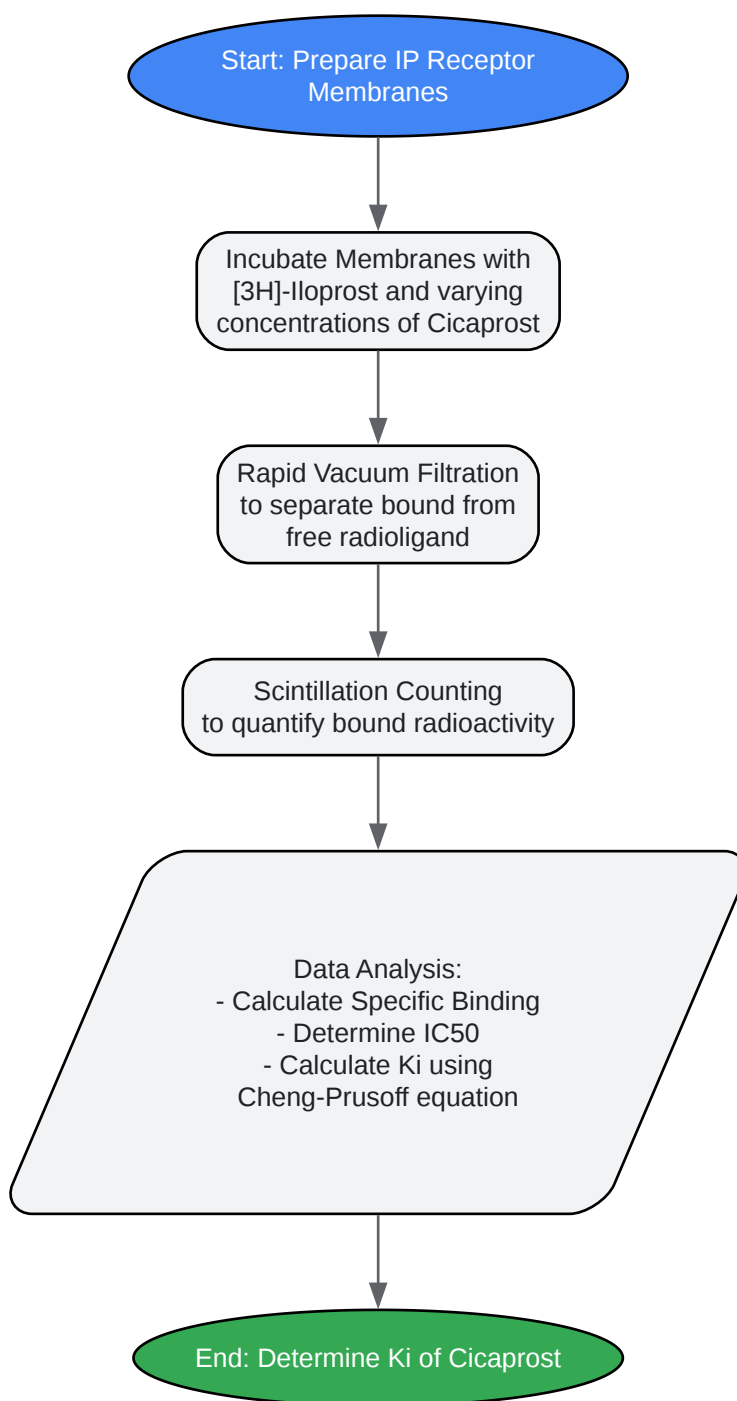 Start: Prepare IP Receptor
Membranes
Incubate Membranes with
[3H]-Iloprost and varying
concentrations of Cicaprost
Rapid Vacuum Filtration
to separate bound from
free radioligand
Scintillation Counting
to quantify bound radioactivity
Data Analysis:
- Calculate Specific Binding
- Determine IC50
- Calculate Ki using
Cheng-Prusoff equation
End: Determine Ki of Cicaprost